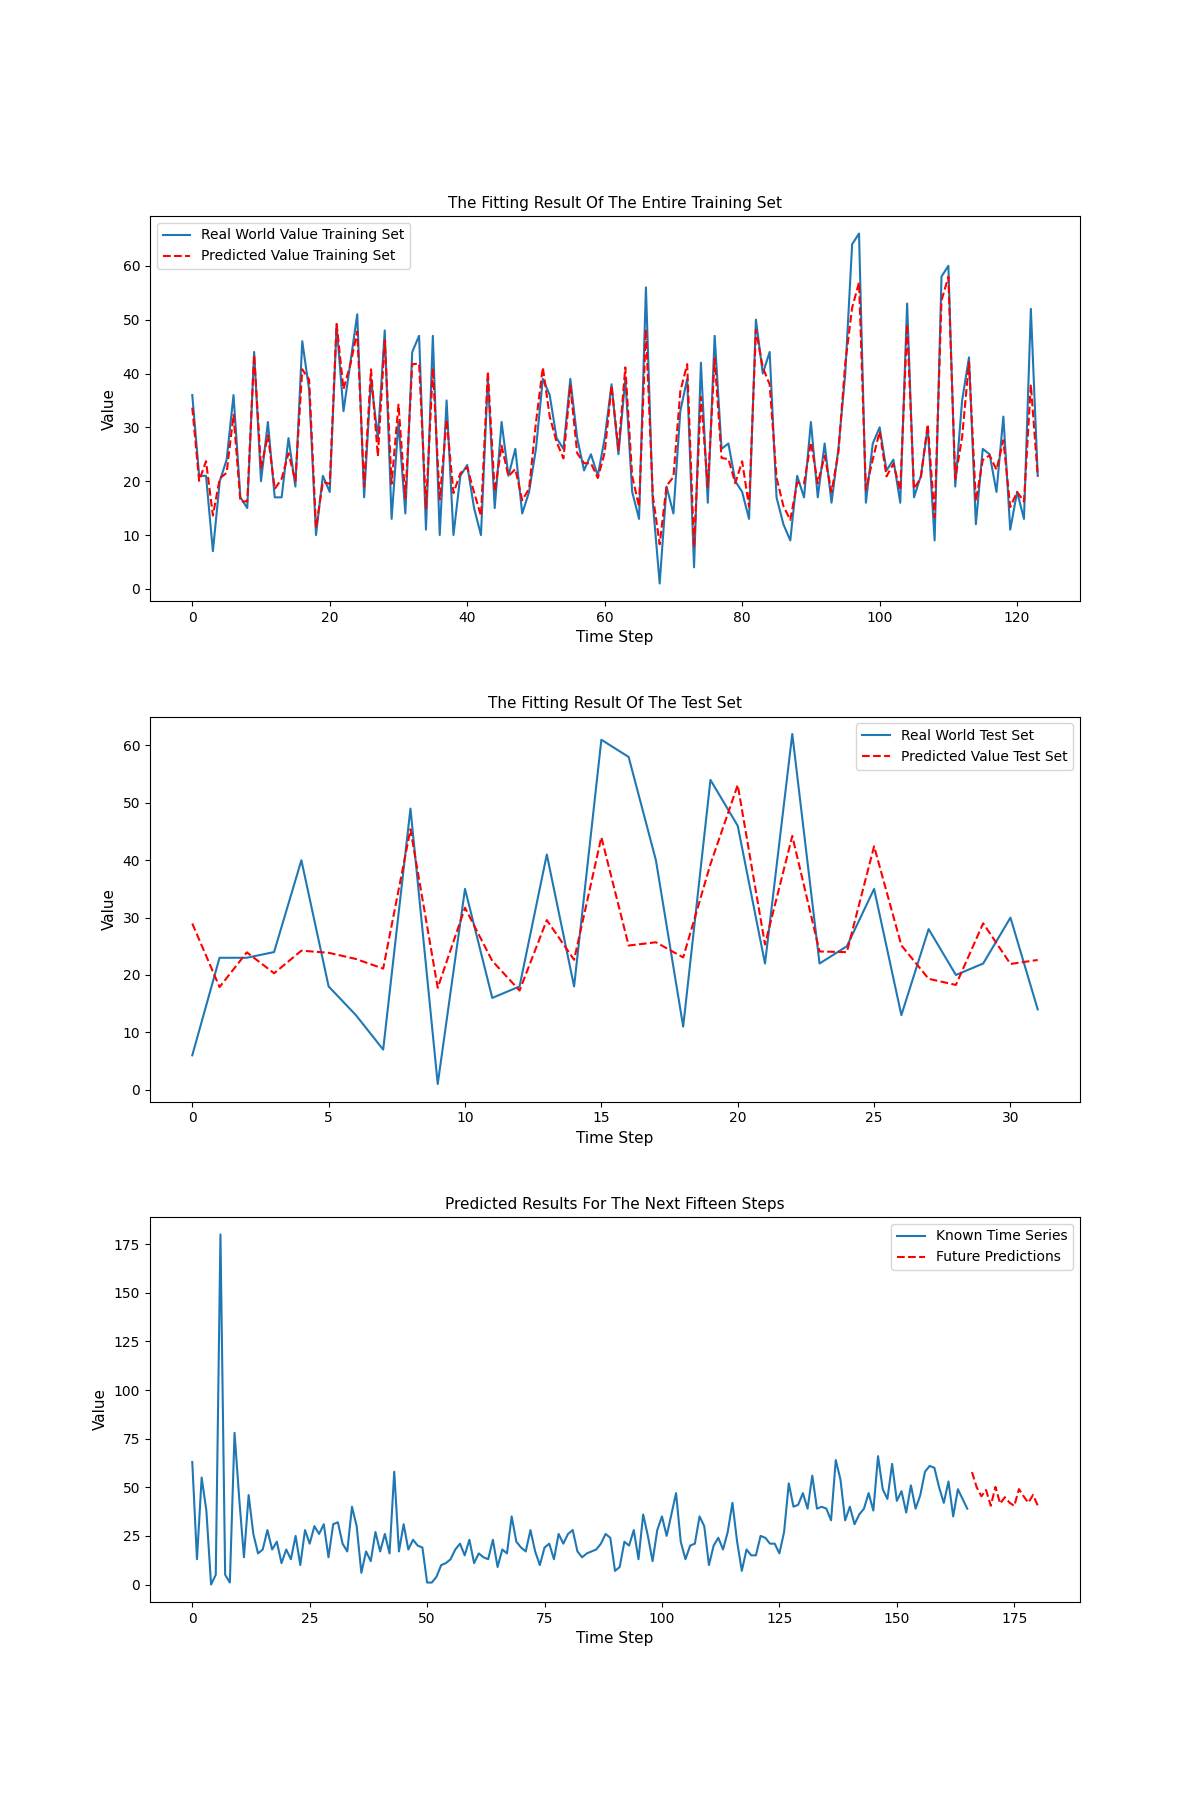 The Fitting Result Of The Entire Training Set
Real World Value Training Set
Predicted Value Training Set
Value
60
50
40
30
20
10
0
0 20 40 60 80 100 120
Time Step
The Fitting Result Of The Test Set
Real World Test Set
Predicted Value Test Set
Value
60
50
40
30
20
10
0
0 5 10 15 20 25 30
Time Step
Predicted Results For The Next Fifteen Steps
Known Time Series
Future Predictions
Value
175
150
125
100
75
50
25
0
0 25 50 75 100 125 150 175
Time Step